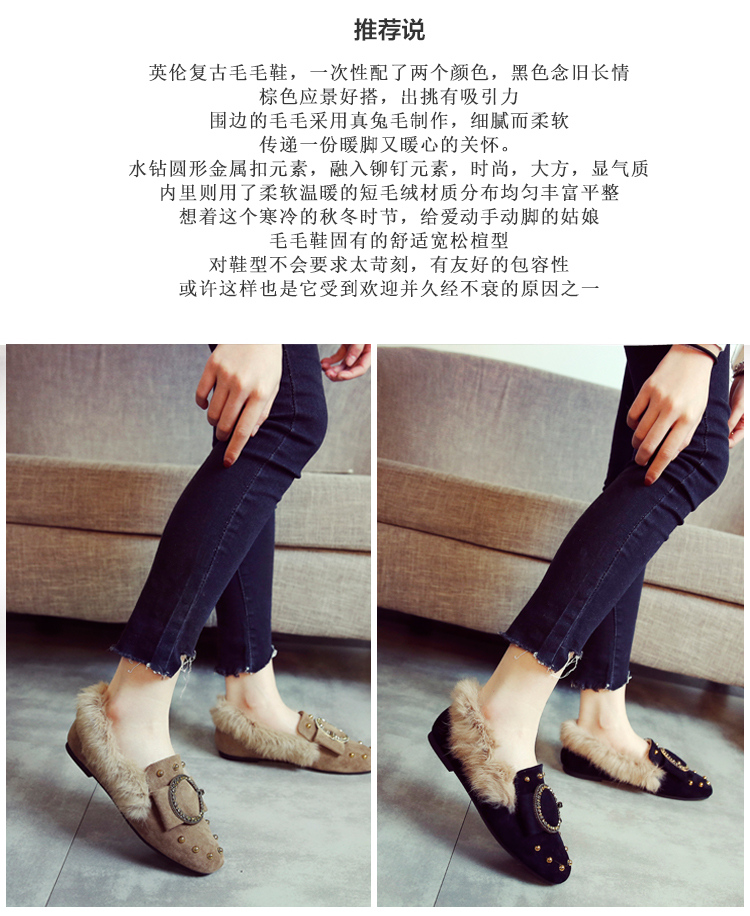 推荐说
英伦复古毛毛鞋，一次性配了两个颜色，黑色念旧长情
棕色应景好搭，出挑有吸引力
围边的毛毛采用真兔毛制作，细腻而柔软
传递一份暖脚又暖心的关怀。
水钻圆形金属扣元素，融入铆钉元素，时尚，大方，显气质
内里则用了柔软温暖的短毛绒材质分布均匀丰富平整
想着这个寒冷的秋冬时节，给爱动手动脚的姑娘
毛毛鞋固有的舒适宽松楦型
对鞋型不会要求太苛刻，有友好的包容性
或许这样也是它受到欢迎并久经不衰的原因之一